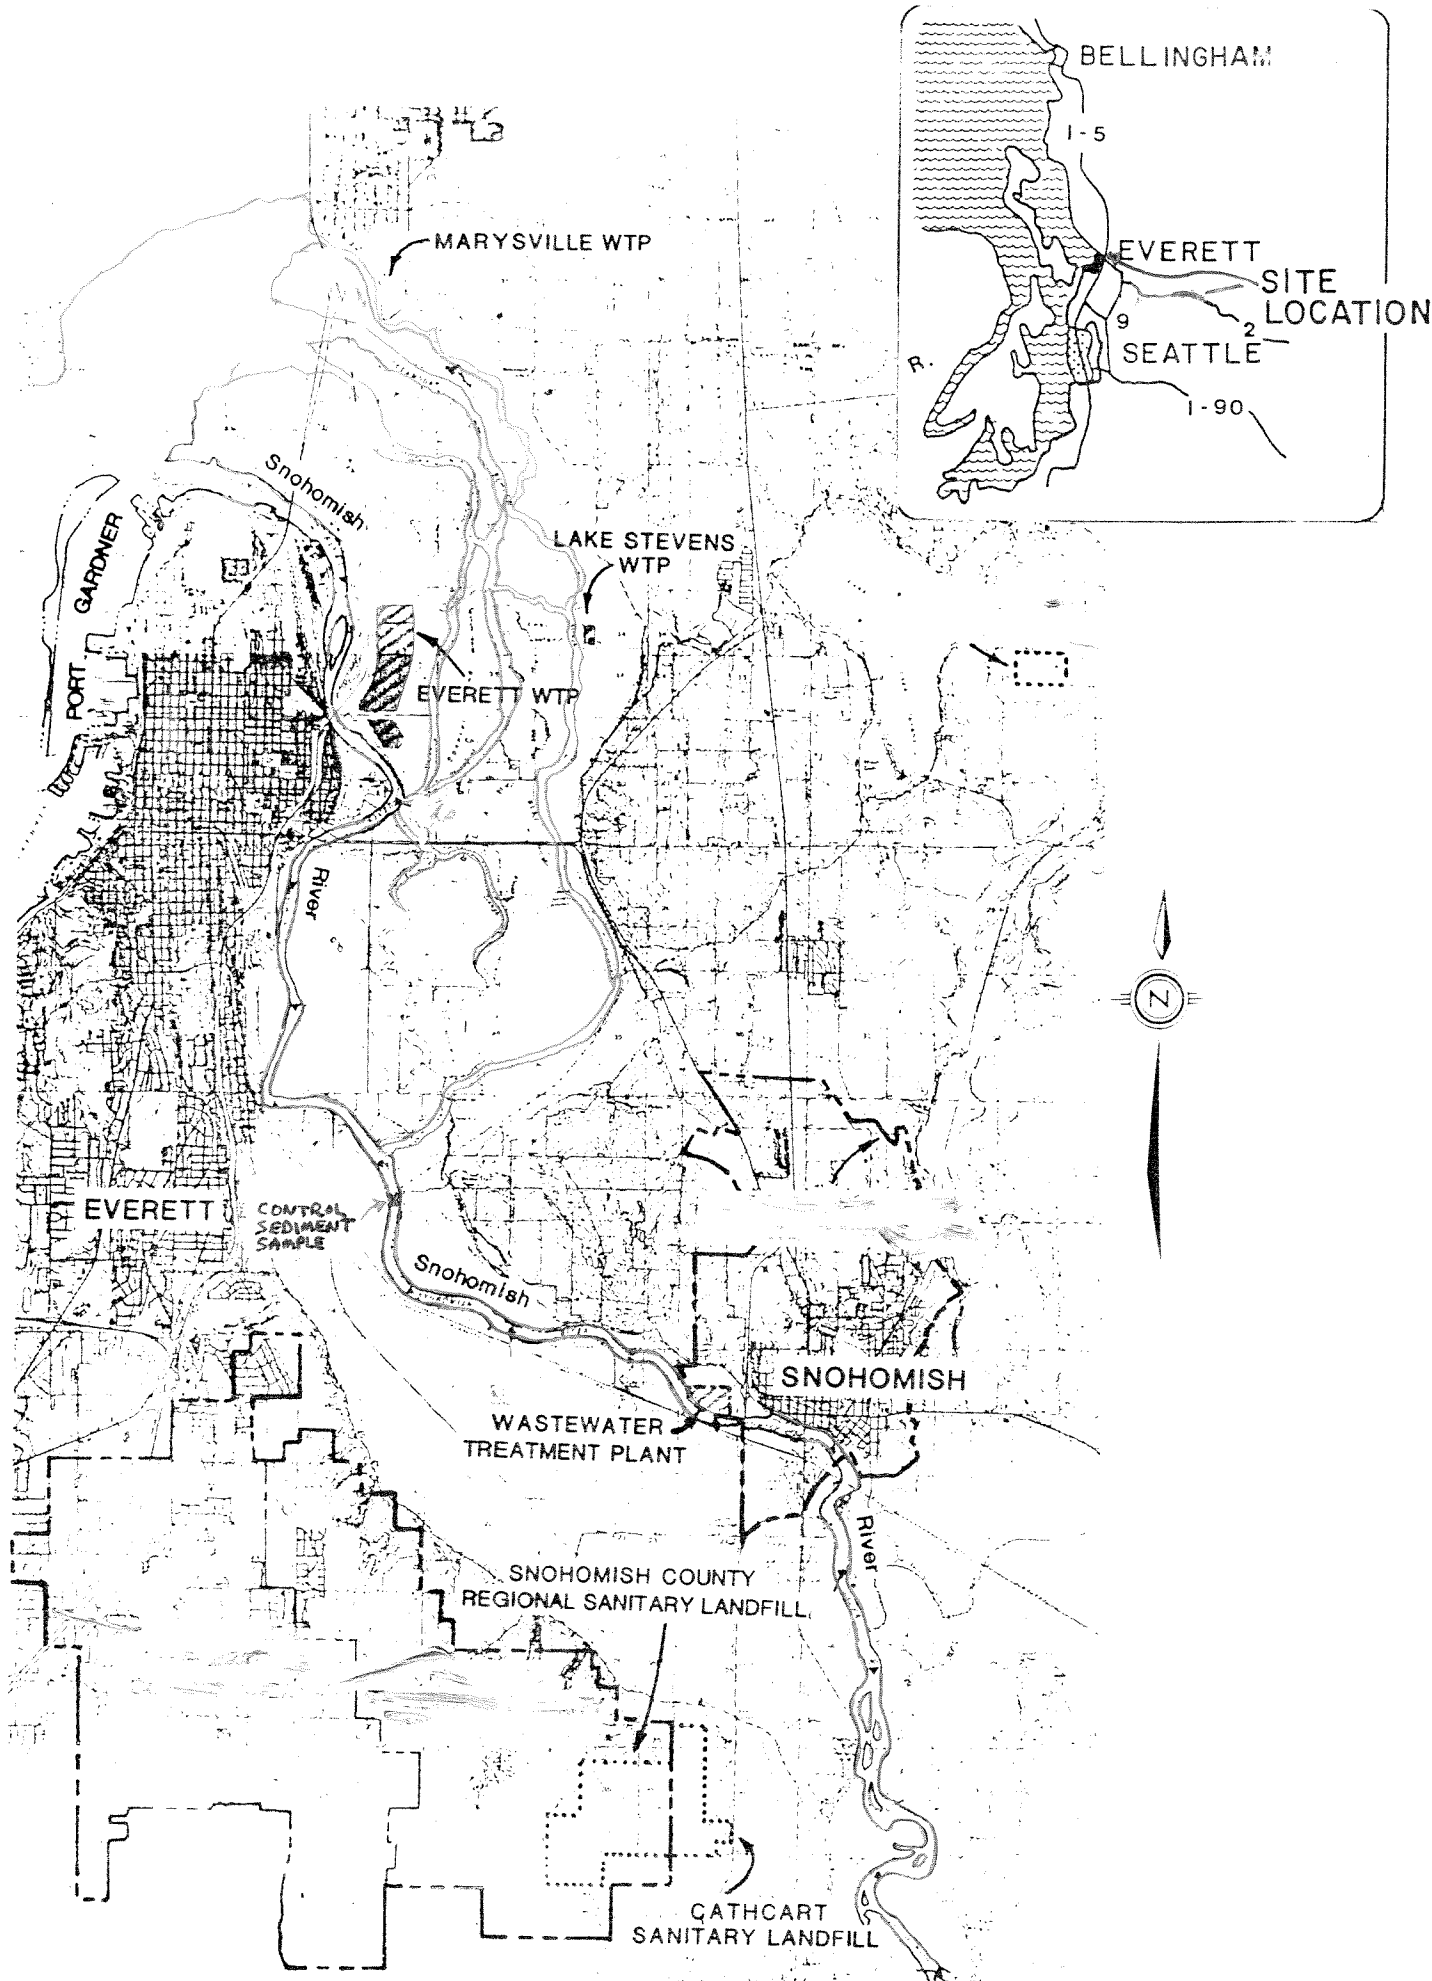 BELLINGHAM
I-5
EVERETT
SITE
LOCATION
9
2
SEATTLE
R.
I-90
MARYSVILLE WTP
Snohomish
LAKE STEVENS
WTP
PORT GARDNER
EVERETT WTP
River
N
EVERETT
CONTROL
SEDIMENT
SAMPLE
Snohomish
SNOHOMISH
WASTEWATER
TREATMENT PLANT
River
SNOHOMISH COUNTY
REGIONAL SANITARY LANDFILL
CATHCART
SANITARY LANDFILL